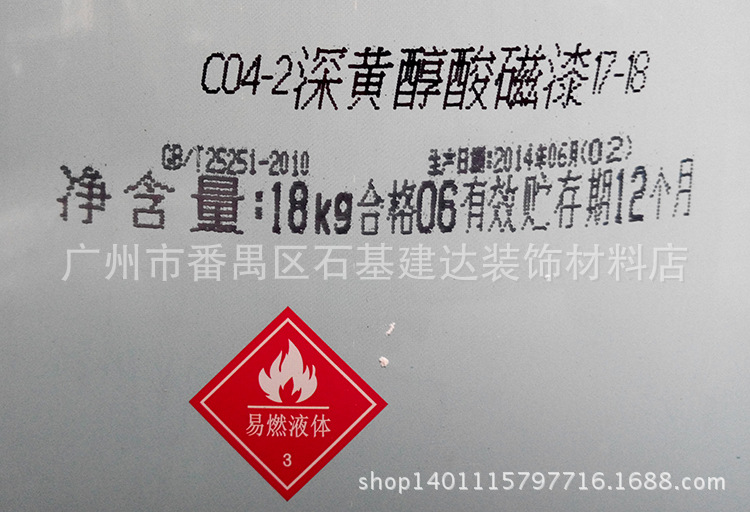 C04-2深黄醇酸磁漆17-18
GB/T25251-2010 生产日期:2014年06月(02)
净含量:18kg合格06有效贮存期12个月
广州市番禺区石基建达装饰材料店
易燃液体
3
shop1401115797716.1688.com